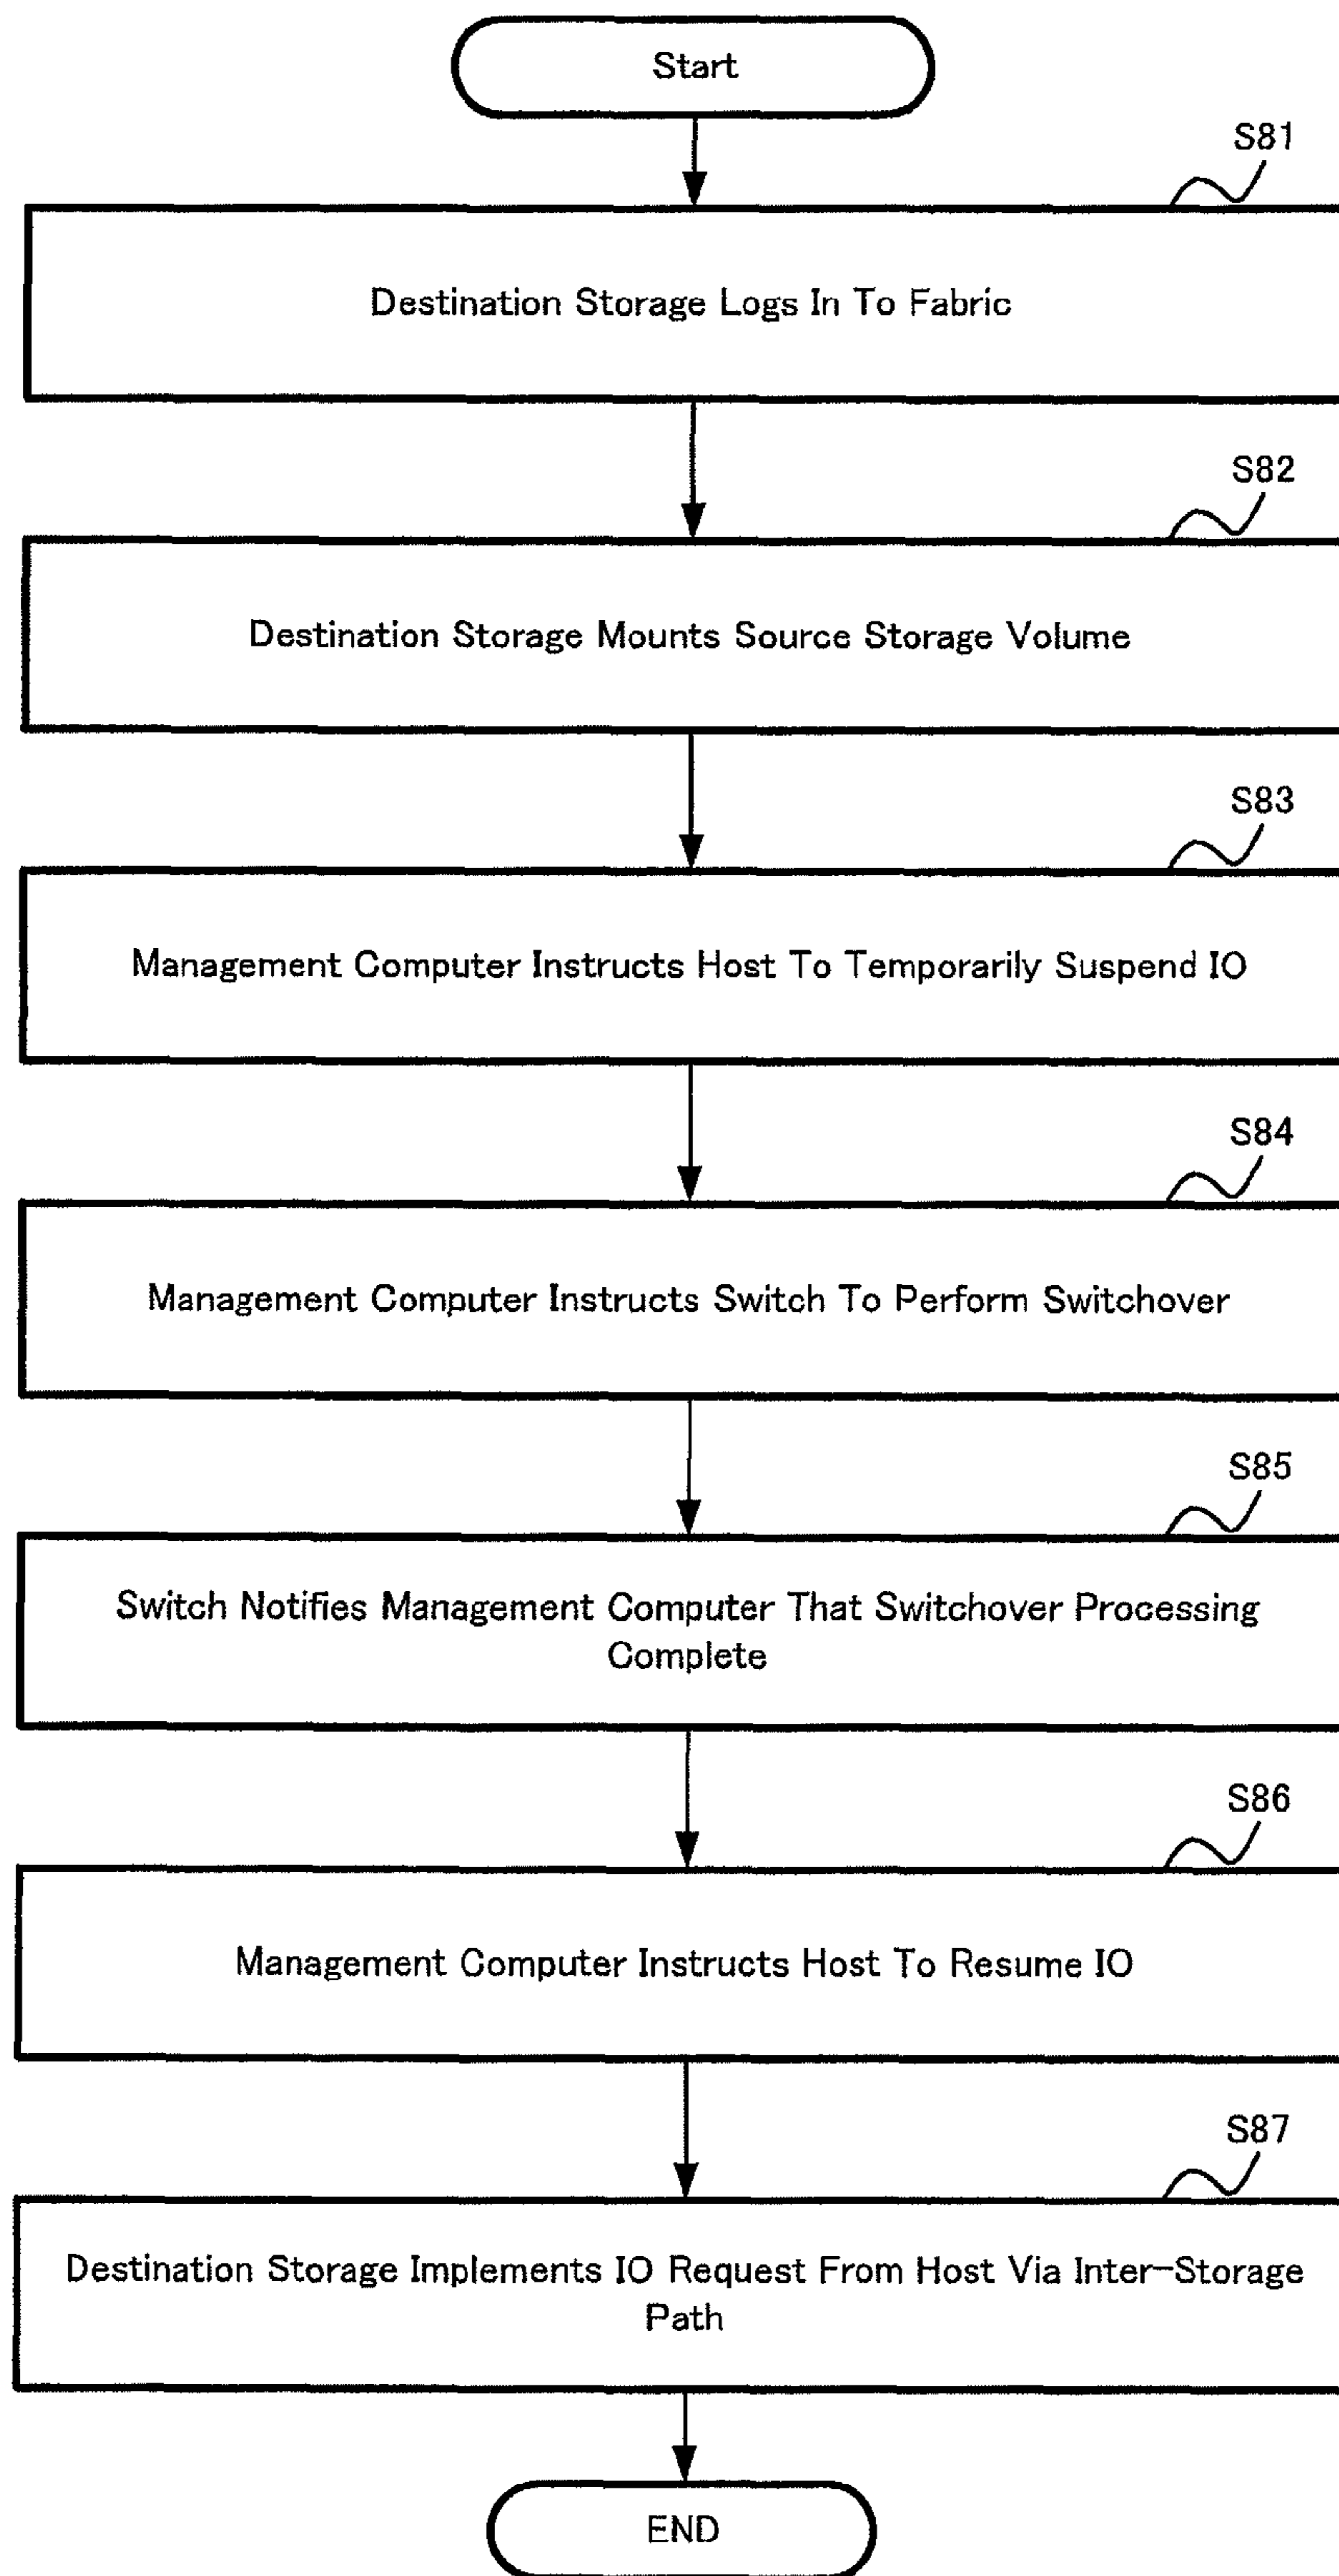 Start
S81
Destination Storage Logs In To Fabric
S82
Destination Storage Mounts Source Storage Volume
S83
Management Computer Instructs Host To Temporarily Suspend IO
S84
Management Computer Instructs Switch To Perform Switchover
S85
Switch Notifies Management Computer That Switchover Processing
Complete
S86
Management Computer Instructs Host To Resume IO
S87
Destination Storage Implements IO Request From Host Via Inter-Storage
Path
END